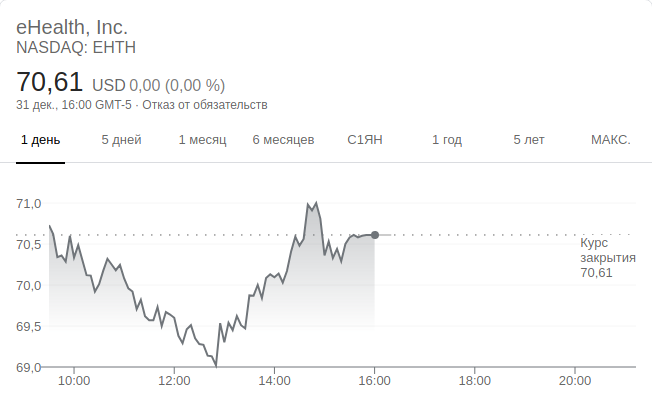 eHealth, Inc.
NASDAQ: EHTH
70,61 USD 0,00 (0,00 %)
31 дек., 16:00 GMT-5 · Отказ от обязательств
1 день 5 дней 1 месяц 6 месяцев С1ЯН 1 год 5 лет МАКС.
71,0
70,5
70,0
69,5
69,0
Курс
закрытия
70,61
10:00 12:00 14:00 16:00 18:00 20:00